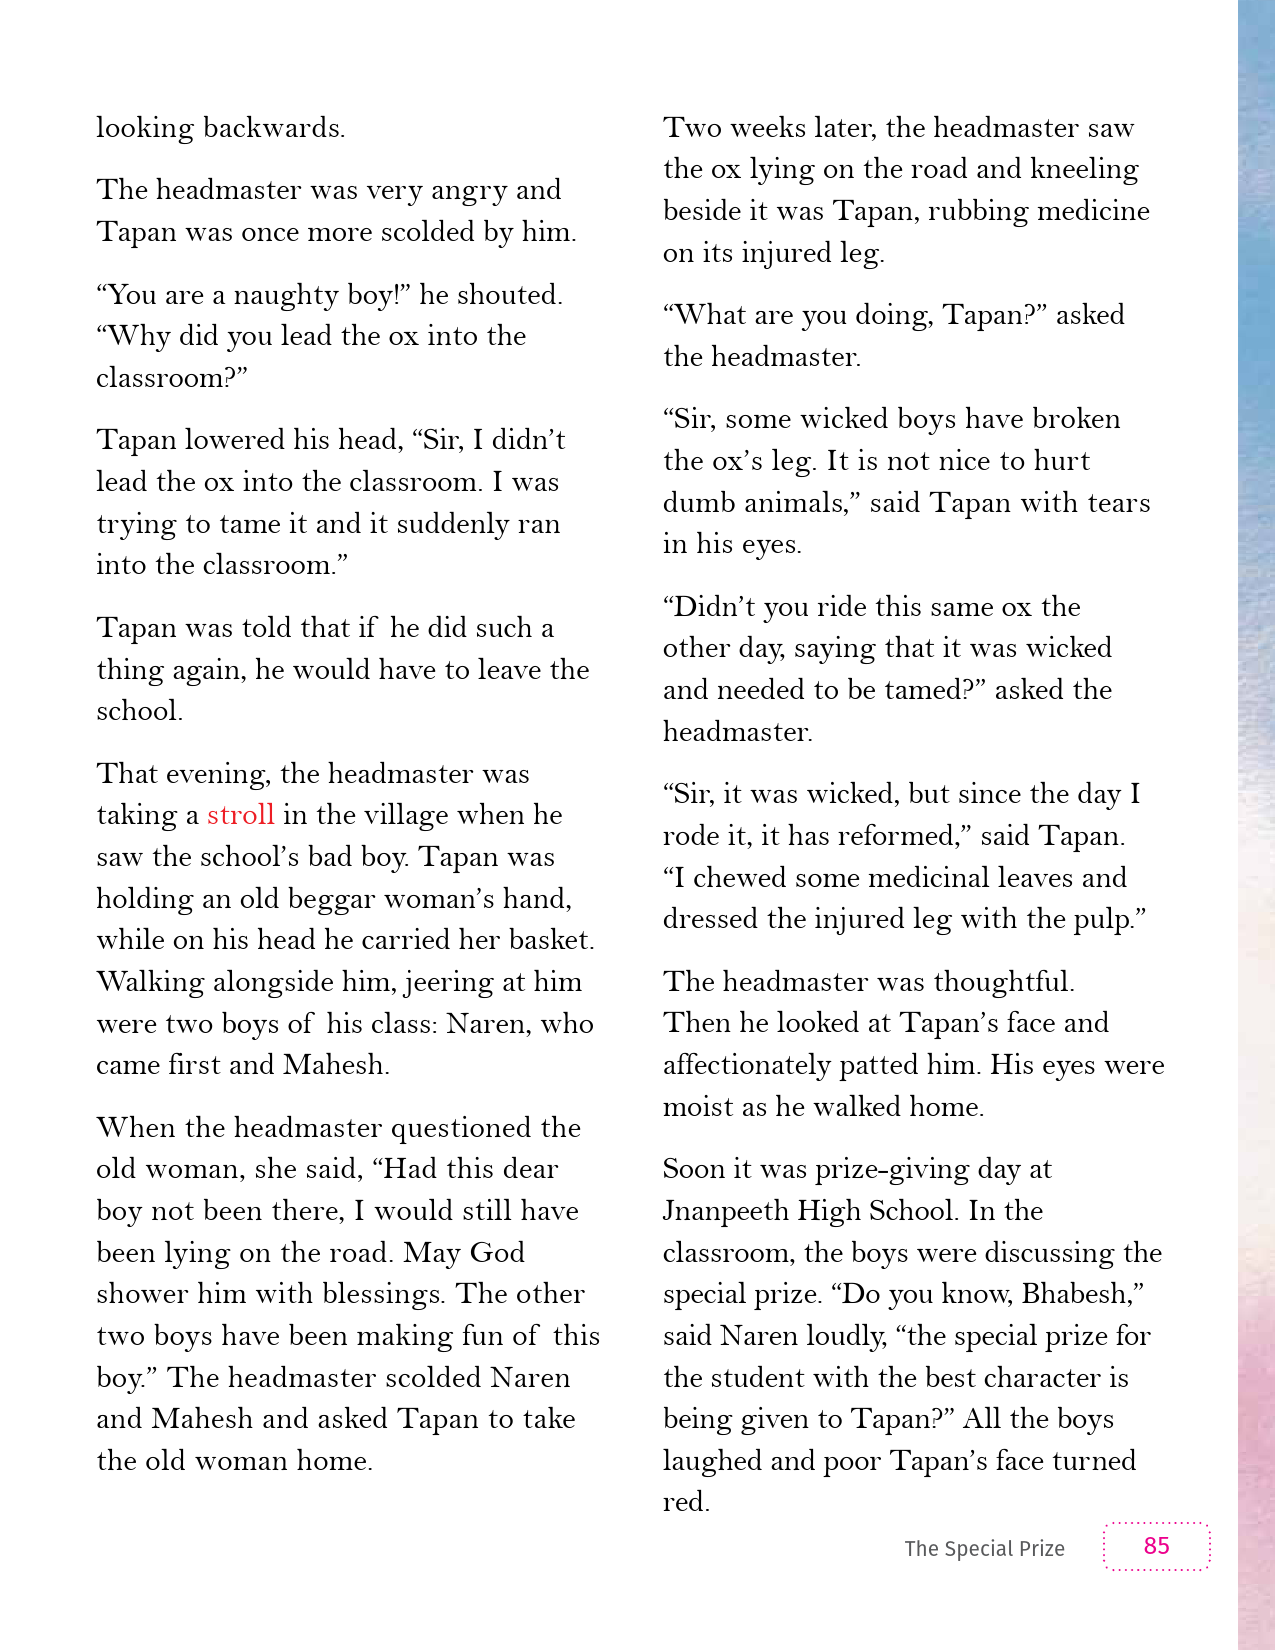 looking backwards.
The headmaster was very angry and
Tapan was once more scolded by him.
“You are a naughty boy!” he shouted.
“Why did you lead the ox into the
classroom?”
Tapan lowered his head, “Sir, I didn’t
lead the ox into the classroom. I was
trying to tame it and it suddenly ran
into the classroom.”
Tapan was told that if he did such a
thing again, he would have to leave the
school.
That evening, the headmaster was
taking a stroll in the village when he
saw the school’s bad boy. Tapan was
holding an old beggar woman’s hand,
while on his head he carried her basket.
Walking alongside him, jeering at him
were two boys of his class: Naren, who
came first and Mahesh.
When the headmaster questioned the
old woman, she said, “Had this dear
boy not been there, I would still have
been lying on the road. May God
shower him with blessings. The other
two boys have been making fun of this
boy.” The headmaster scolded Naren
and Mahesh and asked Tapan to take
the old woman home.
Two weeks later, the headmaster saw
the ox lying on the road and kneeling
beside it was Tapan, rubbing medicine
on its injured leg.
“What are you doing, Tapan?” asked
the headmaster.
“Sir, some wicked boys have broken
the ox’s leg. It is not nice to hurt
dumb animals,” said Tapan with tears
in his eyes.
“Didn’t you ride this same ox the
other day, saying that it was wicked
and needed to be tamed?” asked the
headmaster.
“Sir, it was wicked, but since the day I
rode it, it has reformed,” said Tapan.
“I chewed some medicinal leaves and
dressed the injured leg with the pulp.”
The headmaster was thoughtful.
Then he looked at Tapan’s face and
affectionately patted him. His eyes were
moist as he walked home.
Soon it was prize-giving day at
Jnanpeeth High School. In the
classroom, the boys were discussing the
special prize. “Do you know, Bhabesh,”
said Naren loudly, “the special prize for
the student with the best character is
being given to Tapan?” All the boys
laughed and poor Tapan’s face turned
red.
The Special Prize
85